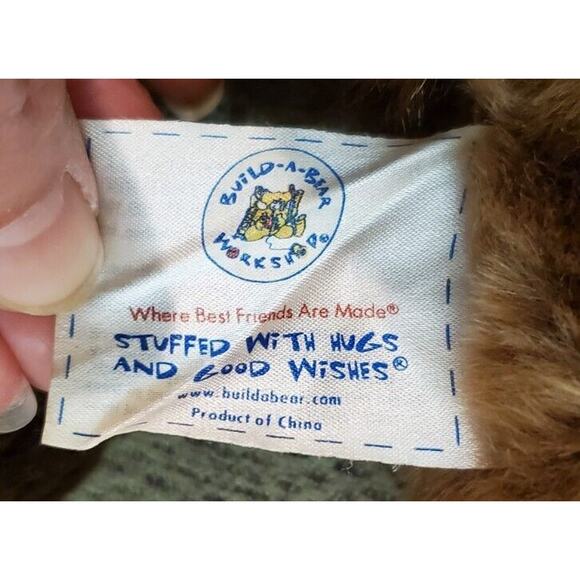 BUILD-A-BEAR
WORKSHOP®
Where Best Friends Are Made®
STUFFED WITH HUGS
AND GOOD WISHES®
www.buildabear.com
Product of China